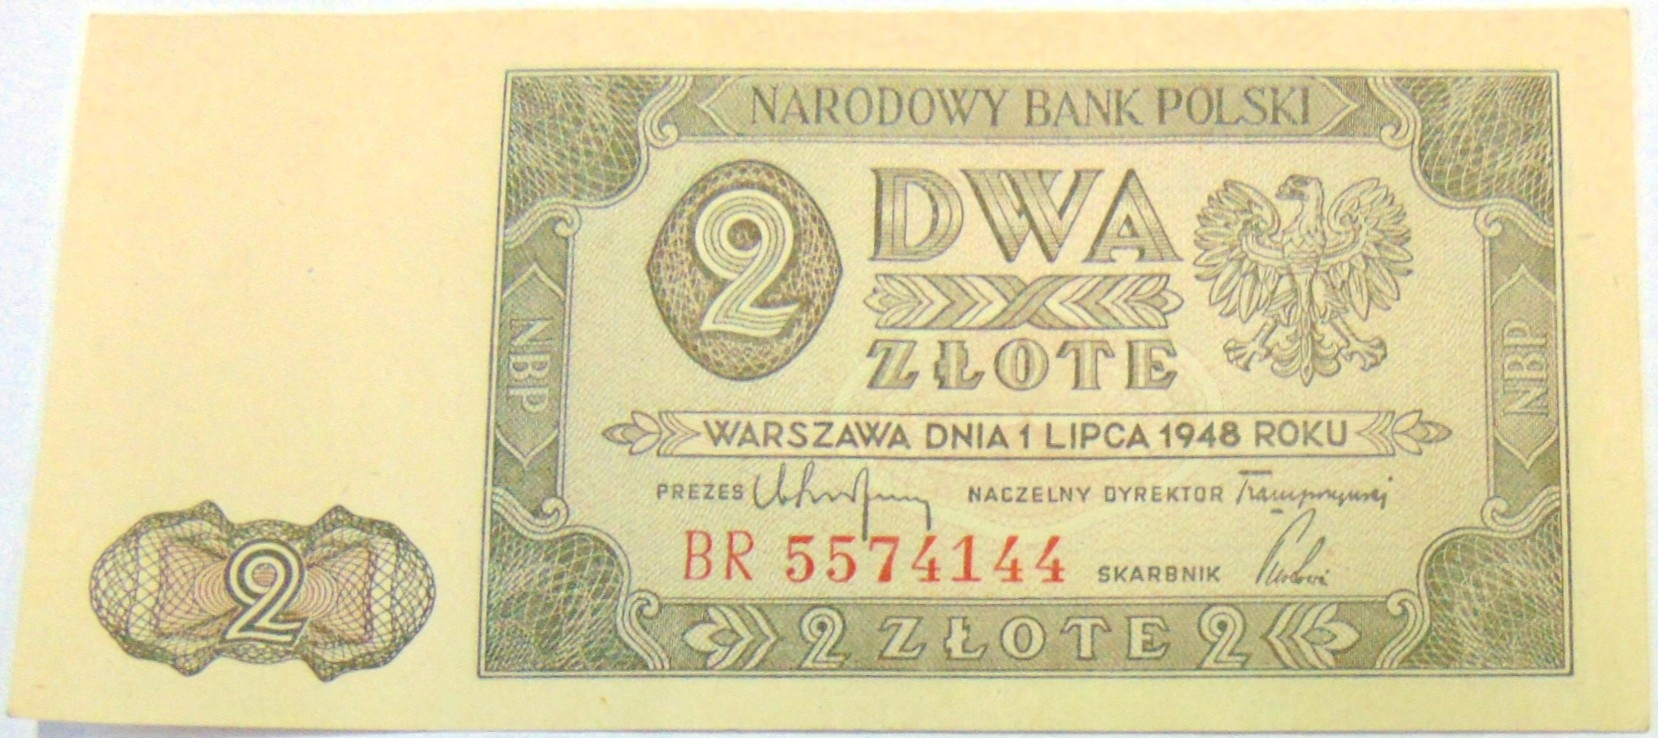 NARODOWY BANK POLSKI
2 DWA
ZŁOTE
NBP
NBP
WARSZAWA DNIA 1 LIPCA 1948 ROKU
PREZES NACZELNY DYREKTOR
BR 5574144 SKARBNIK
2 ZŁOTE 2
2